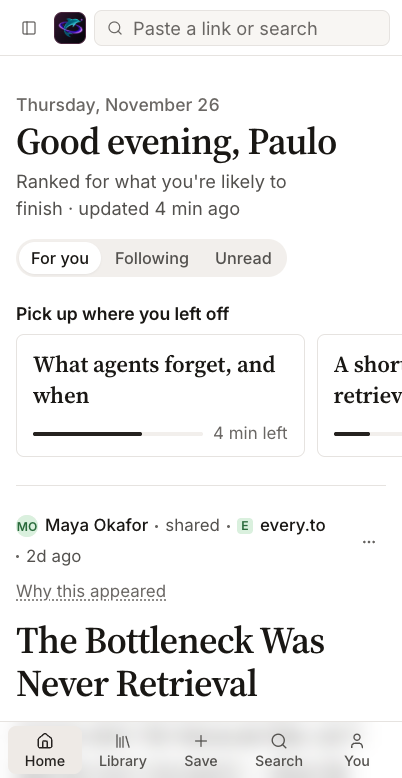 Paste a link or search
Thursday, November 26
Good evening, Paulo
Ranked for what you're likely to
finish · updated 4 min ago
For you
Following
Unread
Pick up where you left off
What agents forget, and
when
4 min left
A shor
retriev
MO Maya Okafor · shared · E every.to
· 2d ago
Why this appeared
The Bottleneck Was
Never Retrieval
Home
Library
Save
Search
You